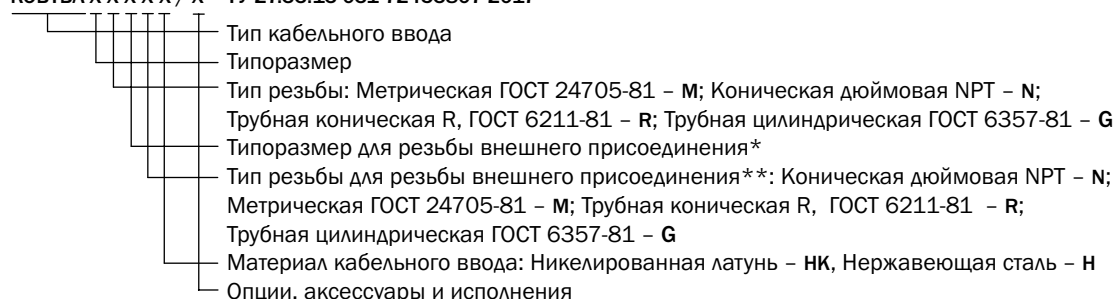 Тип кабельного ввода
Типоразмер
Тип резьбы: Метрическая ГОСТ 24705-81 – М; Коническая дюймовая NPT – N;
Трубная коническая R, ГОСТ 6211-81 – R; Трубная цилиндрическая ГОСТ 6357-81 – G
Типоразмер для резьбы внешнего присоединения*
Тип резьбы для резьбы внешнего присоединения**: Коническая дюймовая NPT – N;
Метрическая ГОСТ 24705-81 – М; Трубная коническая R, ГОСТ 6211-81 – R;
Трубная цилиндрическая ГОСТ 6357-81 – G
Материал кабельного ввода: Никелированная латунь – НК, Нержавеющая сталь – Н
Опции, аксессуары и исполнения